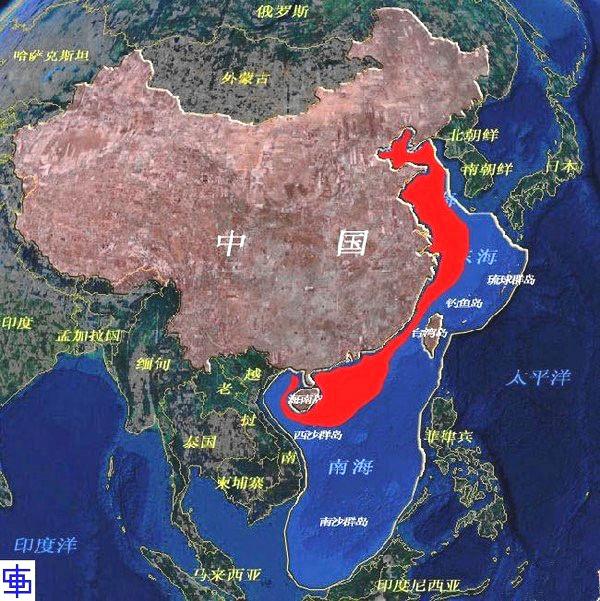 俄罗斯
哈萨克斯坦
外蒙古
北朝鲜
南朝鲜
日本
中国
东海
琉球群岛
钓鱼岛
台湾岛
印度
孟加拉国
缅甸
老挝
越南
海南岛
太平洋
西沙群岛
菲律宾
泰国
南海
柬埔寨
南沙群岛
印度洋
马来西亚
印度尼西亚